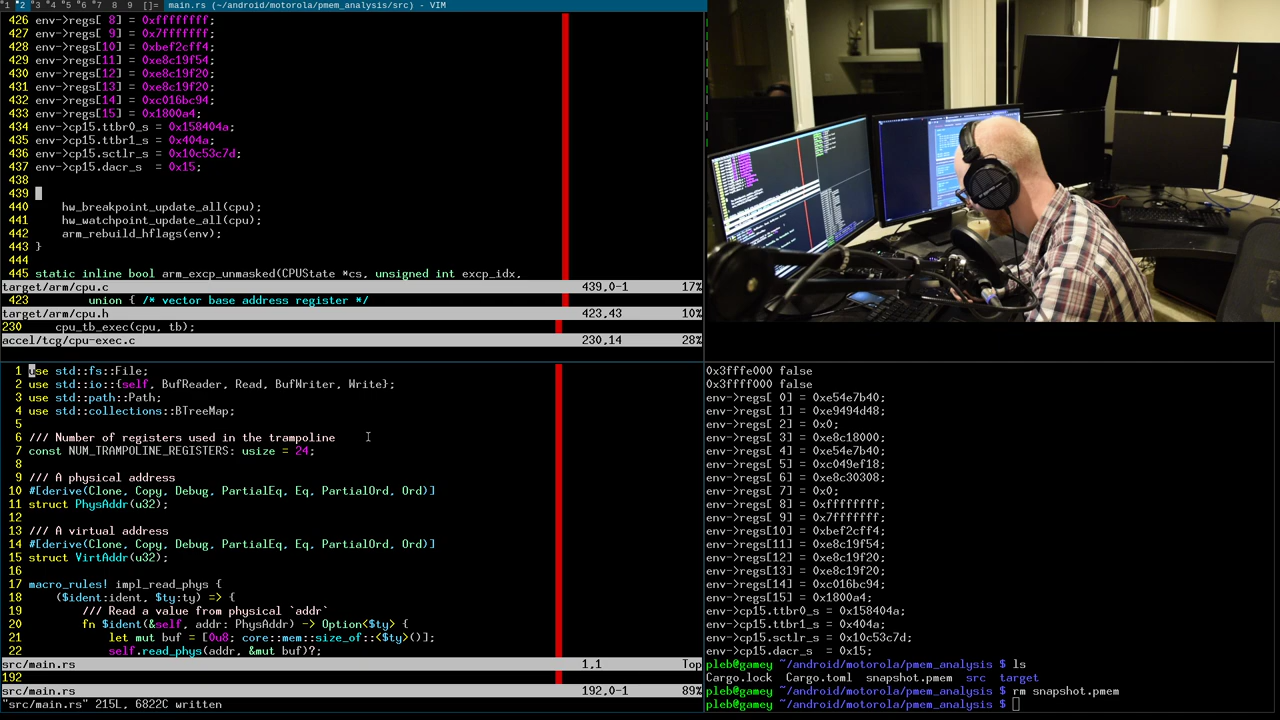 1 2 3 4 5 6 7 8 9 []= main.rs (~/android/motorola/pmem_analysis/src) - VIM
426 env->regs[ 8] = 0xffffffff;
427 env->regs[ 9] = 0x7fffffff;
428 env->regs[10] = 0xbef2cff4;
429 env->regs[11] = 0xe8c19f54;
430 env->regs[12] = 0xe8c19f20;
431 env->regs[13] = 0xe8c19f20;
432 env->regs[14] = 0xc016bc94;
433 env->regs[15] = 0x1800a4;
434 env->cp15.ttbr0_s = 0x158404a;
435 env->cp15.ttbr1_s = 0x404a;
436 env->cp15.sctlr_s = 0x10c53c7d;
437 env->cp15.dacr_s  = 0x15;
438
439
440     hw_breakpoint_update_all(cpu);
441     hw_watchpoint_update_all(cpu);
442     arm_rebuild_hflags(env);
443 }
444
445 static inline bool arm_excp_unmasked(CPUState *cs, unsigned int excp_idx,
target/arm/cpu.c 439,0-1 17%
423         union { /* vector base address register */
target/arm/cpu.h 423,43 10%
230    cpu_tb_exec(cpu, tb);
accel/tcg/cpu-exec.c 230,14 28%
1 use std::fs::File;
2 use std::io::{self, BufReader, Read, BufWriter, Write};
3 use std::path::Path;
4 use std::collections::BTreeMap;
5
6 /// Number of registers used in the trampoline
7 const NUM_TRAMPOLINE_REGISTERS: usize = 24;
8
9 /// A physical address
10 #[derive(Clone, Copy, Debug, PartialEq, Eq, PartialOrd, Ord)]
11 struct PhysAddr(u32);
12
13 /// A virtual address
14 #[derive(Clone, Copy, Debug, PartialEq, Eq, PartialOrd, Ord)]
15 struct VirtAddr(u32);
16
17 macro_rules! impl_read_phys {
18     ($ident:ident, $ty:ty) => {
19         /// Read a value from physical `addr`
20         fn $ident(&self, addr: PhysAddr) -> Option<$ty> {
21             let mut buf = [0u8; core::mem::size_of::<$ty>()];
22             self.read_phys(addr, &mut buf)?;
src/main.rs 1,1 Top
192
src/main.rs 192,0-1 89%
"src/main.rs" 215L, 6822C written
0x3fffe000 false
0x3ffff000 false
env->regs[ 0] = 0xe54e7b40;
env->regs[ 1] = 0xe9494d48;
env->regs[ 2] = 0x0;
env->regs[ 3] = 0xe8c18000;
env->regs[ 4] = 0xe54e7b40;
env->regs[ 5] = 0xc049ef18;
env->regs[ 6] = 0xe8c30308;
env->regs[ 7] = 0x0;
env->regs[ 8] = 0xffffffff;
env->regs[ 9] = 0x7fffffff;
env->regs[10] = 0xbef2cff4;
env->regs[11] = 0xe8c19f54;
env->regs[12] = 0xe8c19f20;
env->regs[13] = 0xe8c19f20;
env->regs[14] = 0xc016bc94;
env->regs[15] = 0x1800a4;
env->cp15.ttbr0_s = 0x158404a;
env->cp15.ttbr1_s = 0x404a;
env->cp15.sctlr_s = 0x10c53c7d;
env->cp15.dacr_s = 0x15;
pleb@gamey ~/android/motorola/pmem_analysis $ ls
Cargo.lock  Cargo.toml  snapshot.pmem  src  target
pleb@gamey ~/android/motorola/pmem_analysis $ rm snapshot.pmem
pleb@gamey ~/android/motorola/pmem_analysis $